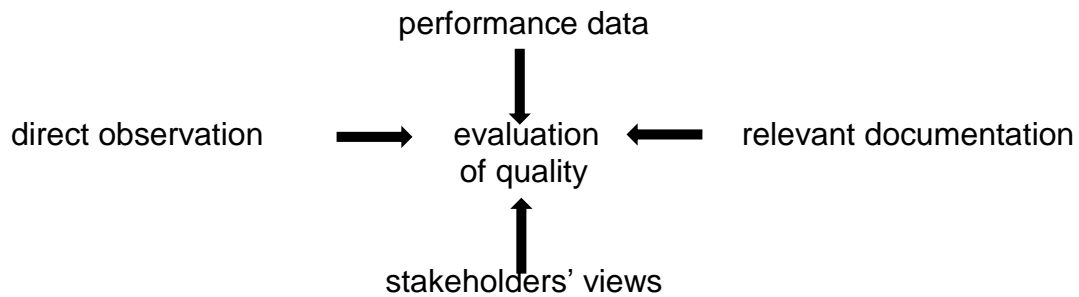 performance data
direct observation
evaluation
of quality
relevant documentation
stakeholders’ views